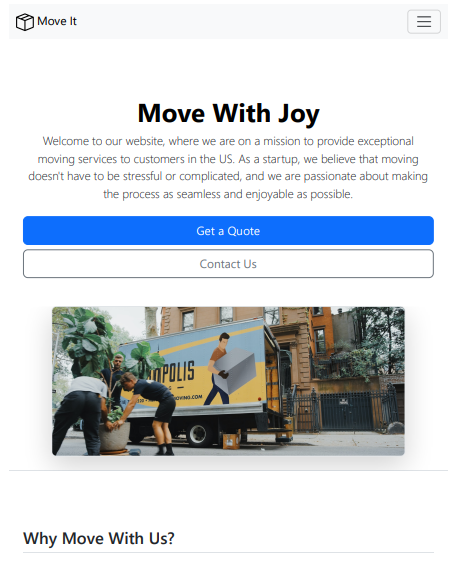 Move It
Move With Joy
Welcome to our website, where we are on a mission to provide exceptional
moving services to customers in the US. As a startup, we believe that moving
doesn't have to be stressful or complicated, and we are passionate about making
the process as seamless and enjoyable as possible.
Get a Quote
Contact Us
Why Move With Us?